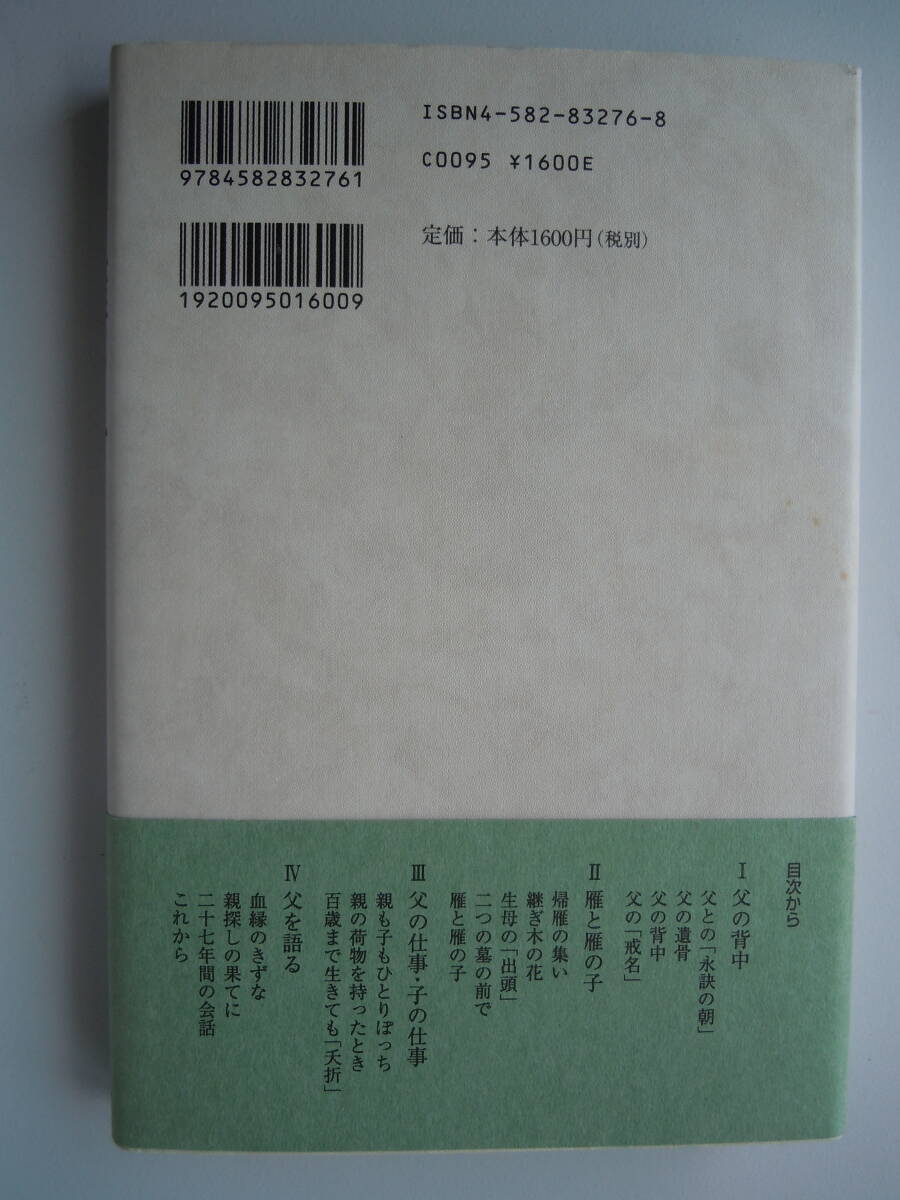 9784582832761
ISBN4-582-83276-8
C0095 ¥1600E
1920095016009
定価：本体1600円（税別）
目次から
Ⅰ 父の背中
父との「永訣の朝」
父の遺骨
父の背中
父の「戒名」
Ⅱ 雁と雁の子
帰雁の集い
継ぎ木の花
生母の「出頭」
二つの墓の前で
雁と雁の子
Ⅲ 父の仕事・子の仕事
親も子もひとりぽっち
親の荷物を持ったとき
百歳まで生きても「夭折」
Ⅳ 父を語る
血縁のきずな
親探しの果てに
二十七年間の会話
これから